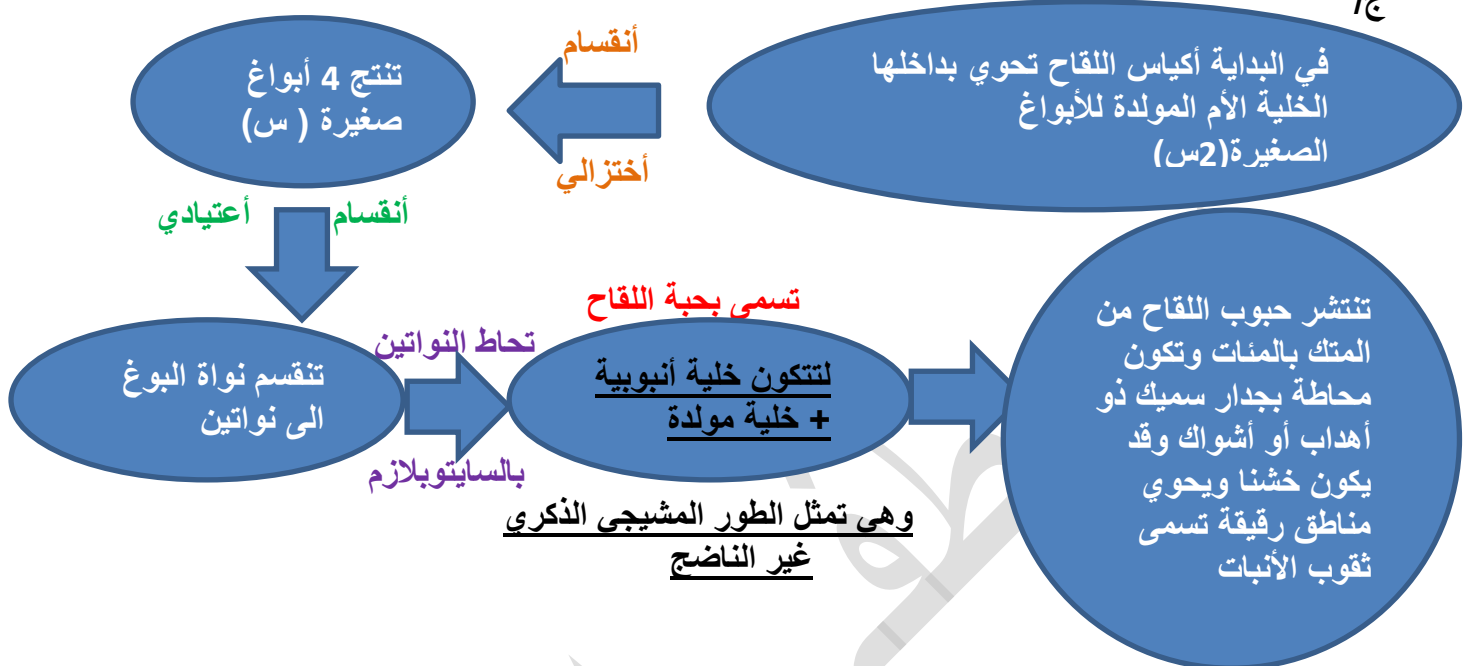 ج/
في البداية أكياس اللقاح تحوي بداخلها
الخلية الأم المولدة للأبواغ
الصغيرة(2س)
أنقسام
أختزالي
تنتج 4 أبواغ
صغيرة ( س)
أنقسام أعتيادي
تنقسم نواة البوغ
الى نواتين
تحاط النواتين
بالسايتوبلازم
تسمى بحبة اللقاح
لتتكون خلية أنبوبية
+ خلية مولدة
وهي تمثل الطور المشيجي الذكري
غير الناضج
تنتشر حبوب اللقاح من
المتك بالمئات وتكون
محاطة بجدار سميك ذو
أهداب أو أشواك وقد
يكون خشنا ويحوي
مناطق رقيقة تسمى
ثقوب الأنبات